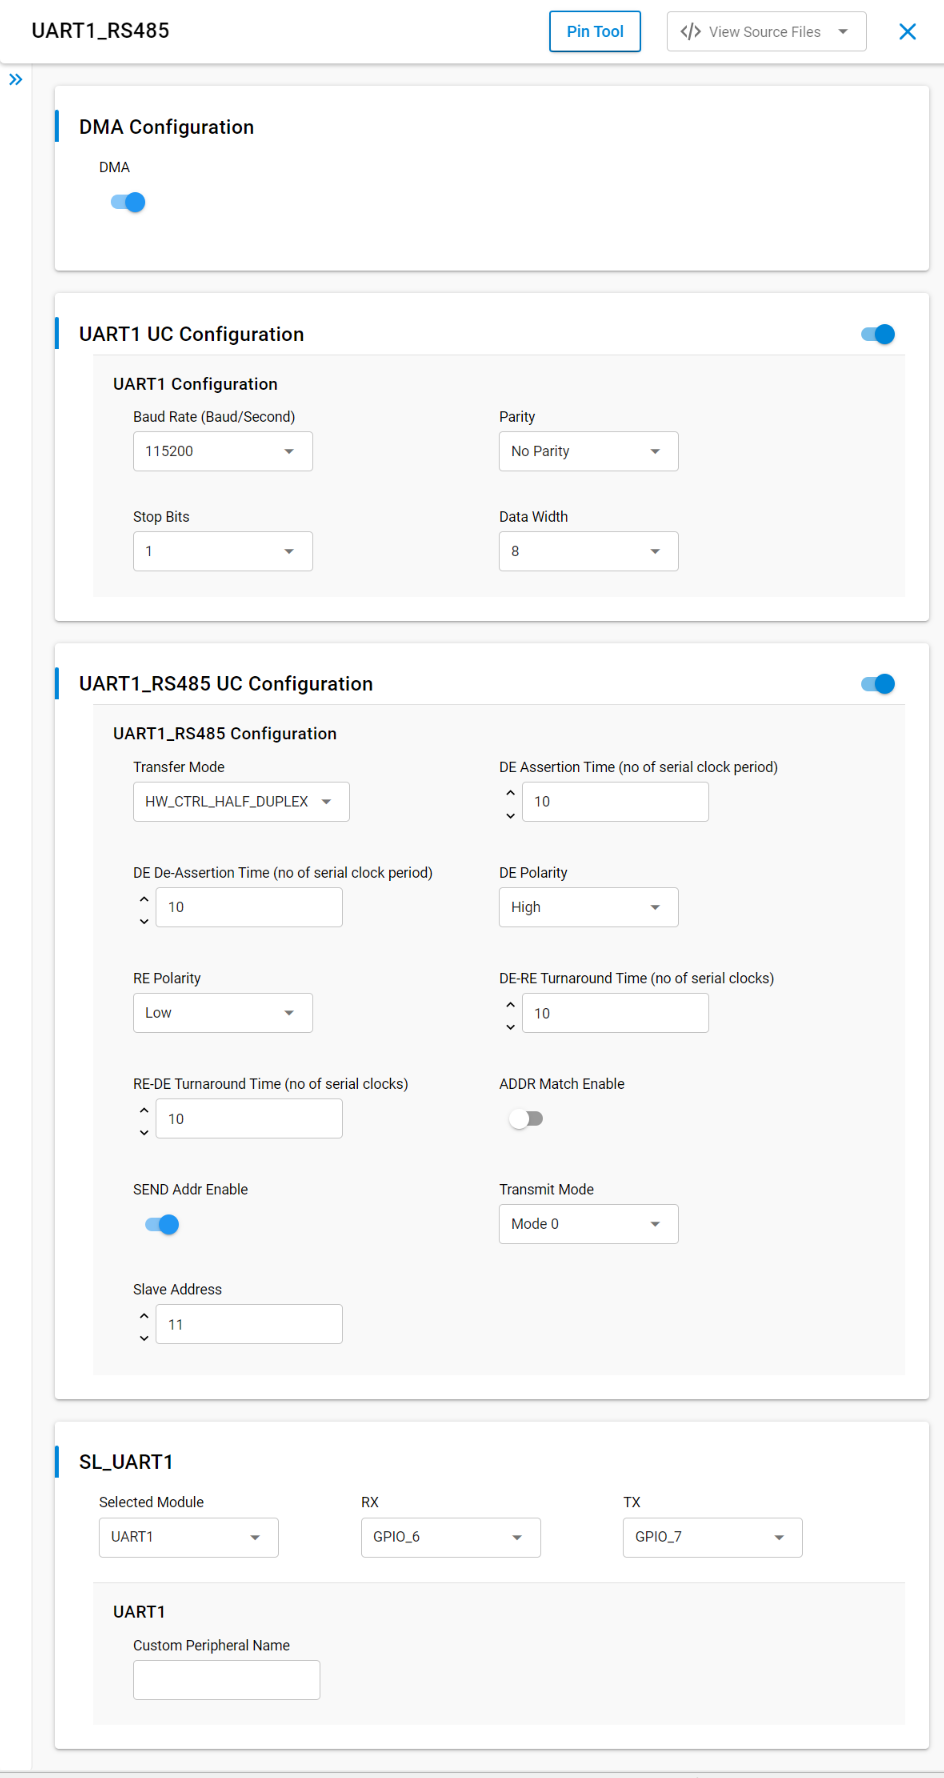 UART1_RS485
Pin Tool
</> View Source Files
DMA Configuration
DMA
UART1 UC Configuration
UART1 Configuration
Baud Rate (Baud/Second) Parity
115200 No Parity
Stop Bits Data Width
1 8
UART1_RS485 UC Configuration
UART1_RS485 Configuration
Transfer Mode DE Assertion Time (no of serial clock period)
HW_CTRL_HALF_DUPLEX 10
DE De-Assertion Time (no of serial clock period) DE Polarity
10 High
RE Polarity DE-RE Turnaround Time (no of serial clocks)
Low 10
RE-DE Turnaround Time (no of serial clocks) ADDR Match Enable
10
SEND Addr Enable Transmit Mode
Mode 0
Slave Address
11
SL_UART1
Selected Module RX TX
UART1 GPIO_6 GPIO_7
UART1
Custom Peripheral Name